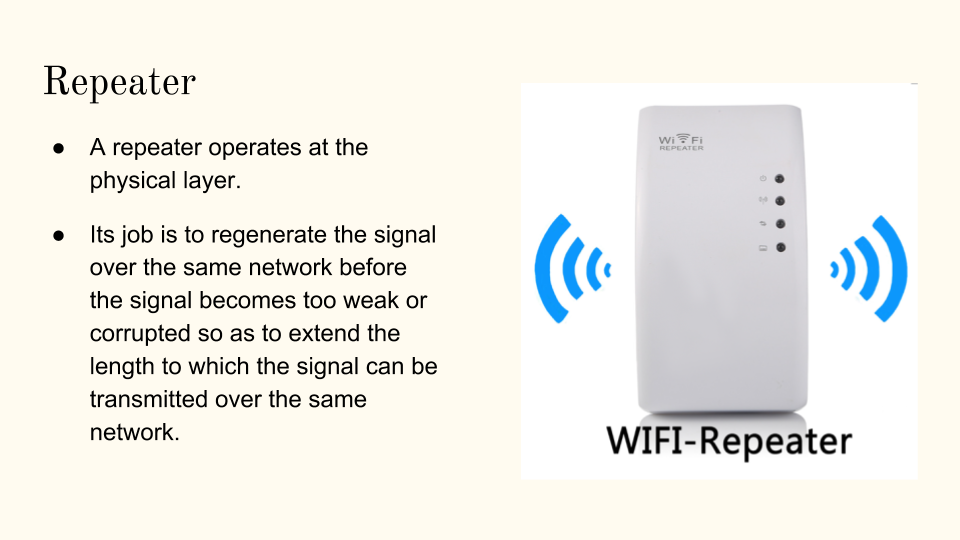 Repeater
● A repeater operates at the
physical layer.
● Its job is to regenerate the signal
over the same network before
the signal becomes too weak or
corrupted so as to extend the
length to which the signal can be
transmitted over the same
network.
WiFi
REPEATER
WIFI-Repeater